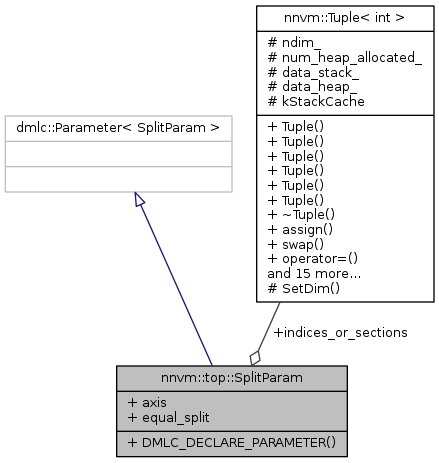 nnvm::Tuple< int >
# ndim_
# num_heap_allocated_
# data_stack_
# data_heap_
# kStackCache
+ Tuple()
+ Tuple()
+ Tuple()
+ Tuple()
+ Tuple()
+ Tuple()
+ ~Tuple()
+ assign()
+ swap()
+ operator=()
and 15 more...
# SetDim()
dmlc::Parameter< SplitParam >
+indices_or_sections
nnvm::top::SplitParam
+ axis
+ equal_split
+ DMLC_DECLARE_PARAMETER()